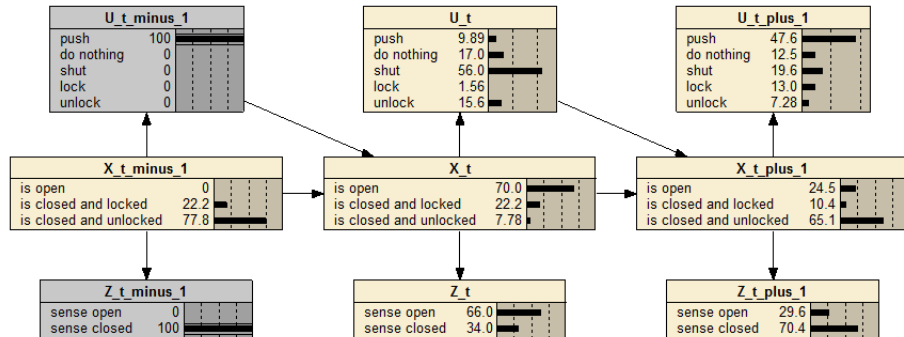 U_t_minus_1
push 100
do nothing 0
shut 0
lock 0
unlock 0
U_t
push 9.89
do nothing 17.0
shut 56.0
lock 1.56
unlock 15.6
U_t_plus_1
push 47.6
do nothing 12.5
shut 19.6
lock 13.0
unlock 7.28
X_t_minus_1
is open 0
is closed and locked 22.2
is closed and unlocked 77.8
X_t
is open 70.0
is closed and locked 22.2
is closed and unlocked 7.78
X_t_plus_1
is open 24.5
is closed and locked 10.4
is closed and unlocked 65.1
Z_t_minus_1
sense open 0
sense closed 100
Z_t
sense open 66.0
sense closed 34.0
Z_t_plus_1
sense open 29.6
sense closed 70.4